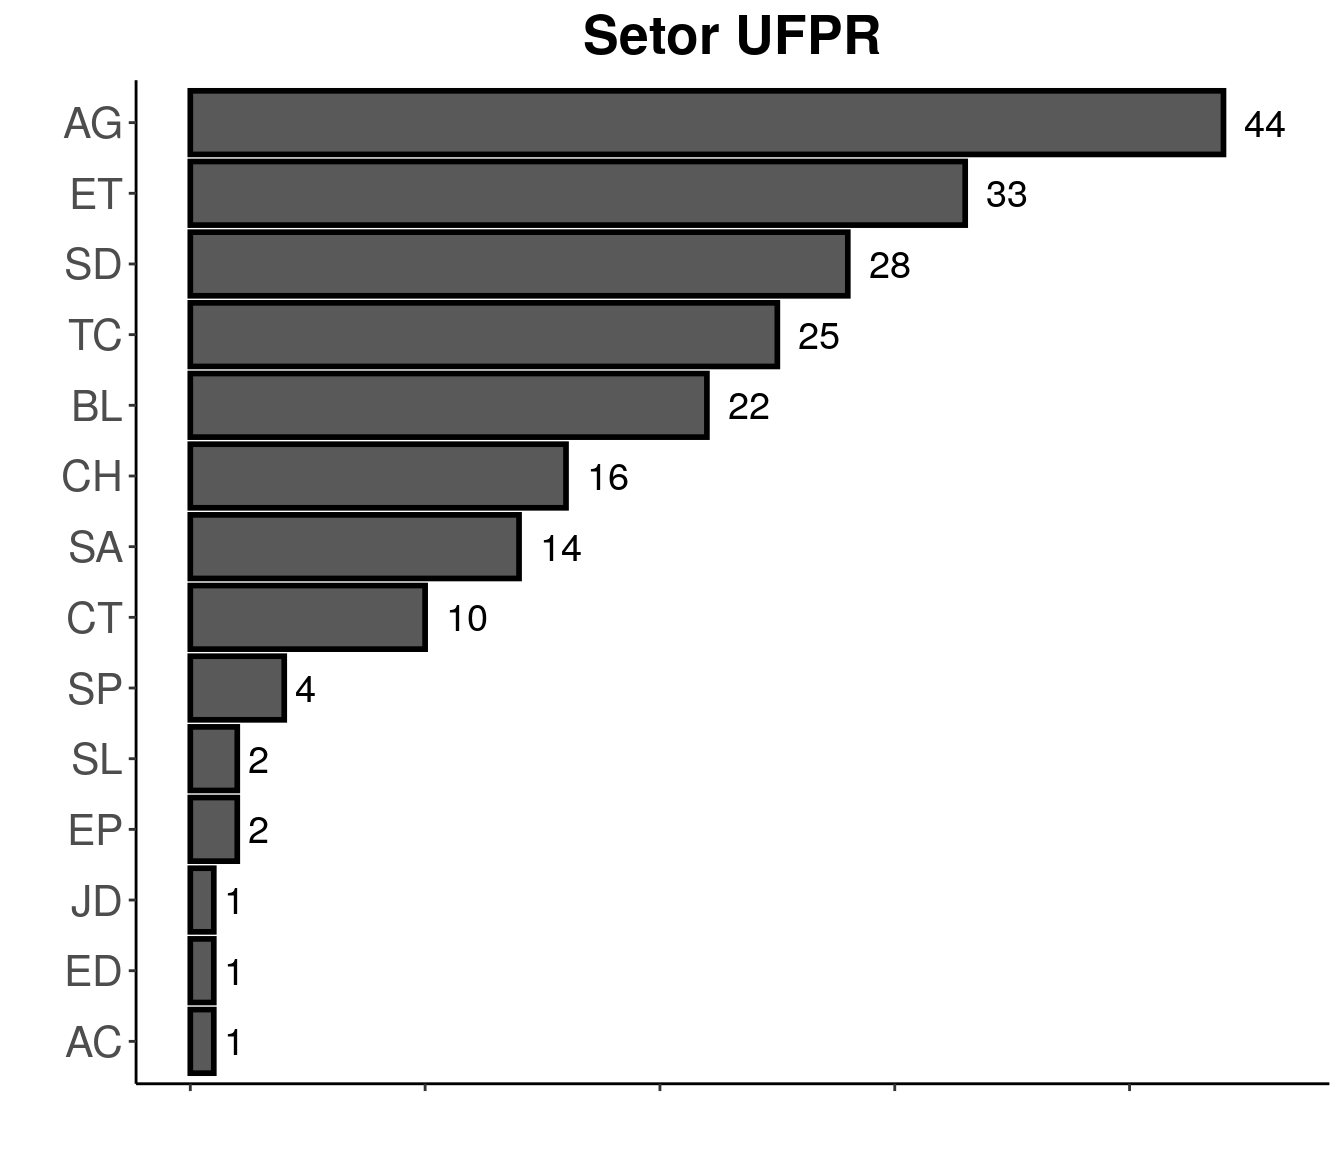 Setor UFPR
AG 44
ET 33
SD 28
TC 25
BL 22
CH 16
SA 14
CT 10
SP 4
SL 2
EP 2
JD 1
ED 1
AC 1